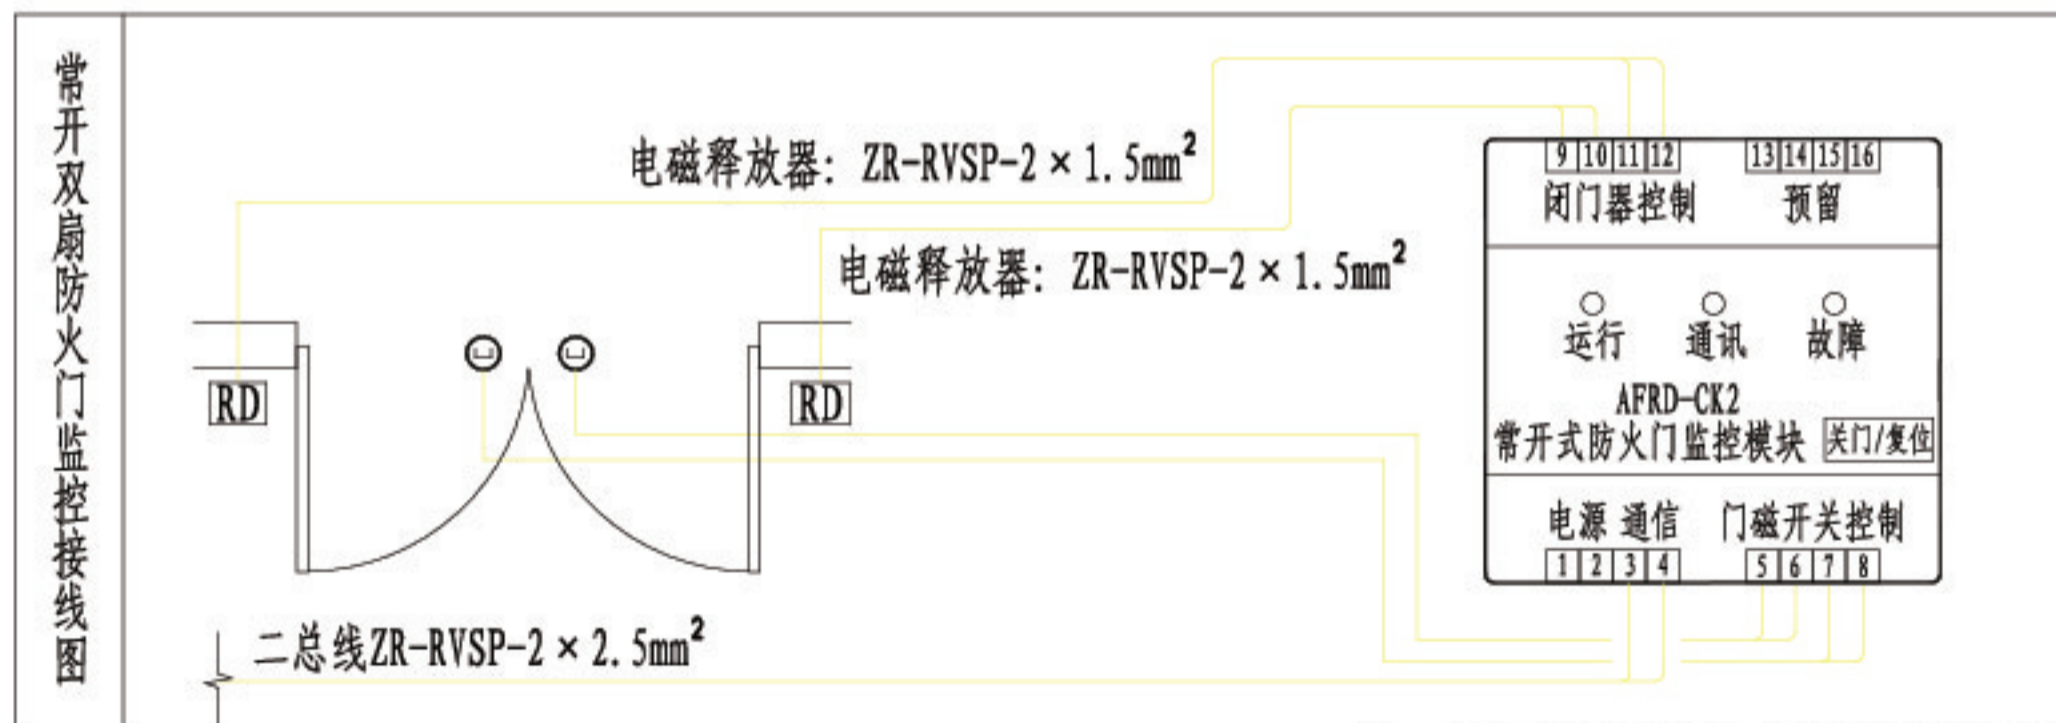 常开双扇防火门监控接线图
电磁释放器: ZR-RVSP-2×1.5mm²
电磁释放器: ZR-RVSP-2×1.5mm²
RD
RD
二总线ZR-RVSP-2×2.5mm²
9 10 11 12
13 14 15 16
闭门器控制
预留
运行
通讯
故障
AFRD-CK2
常开式防火门监控模块
关门/复位
电源 通信
门磁开关控制
1 2 3 4
5 6 7 8